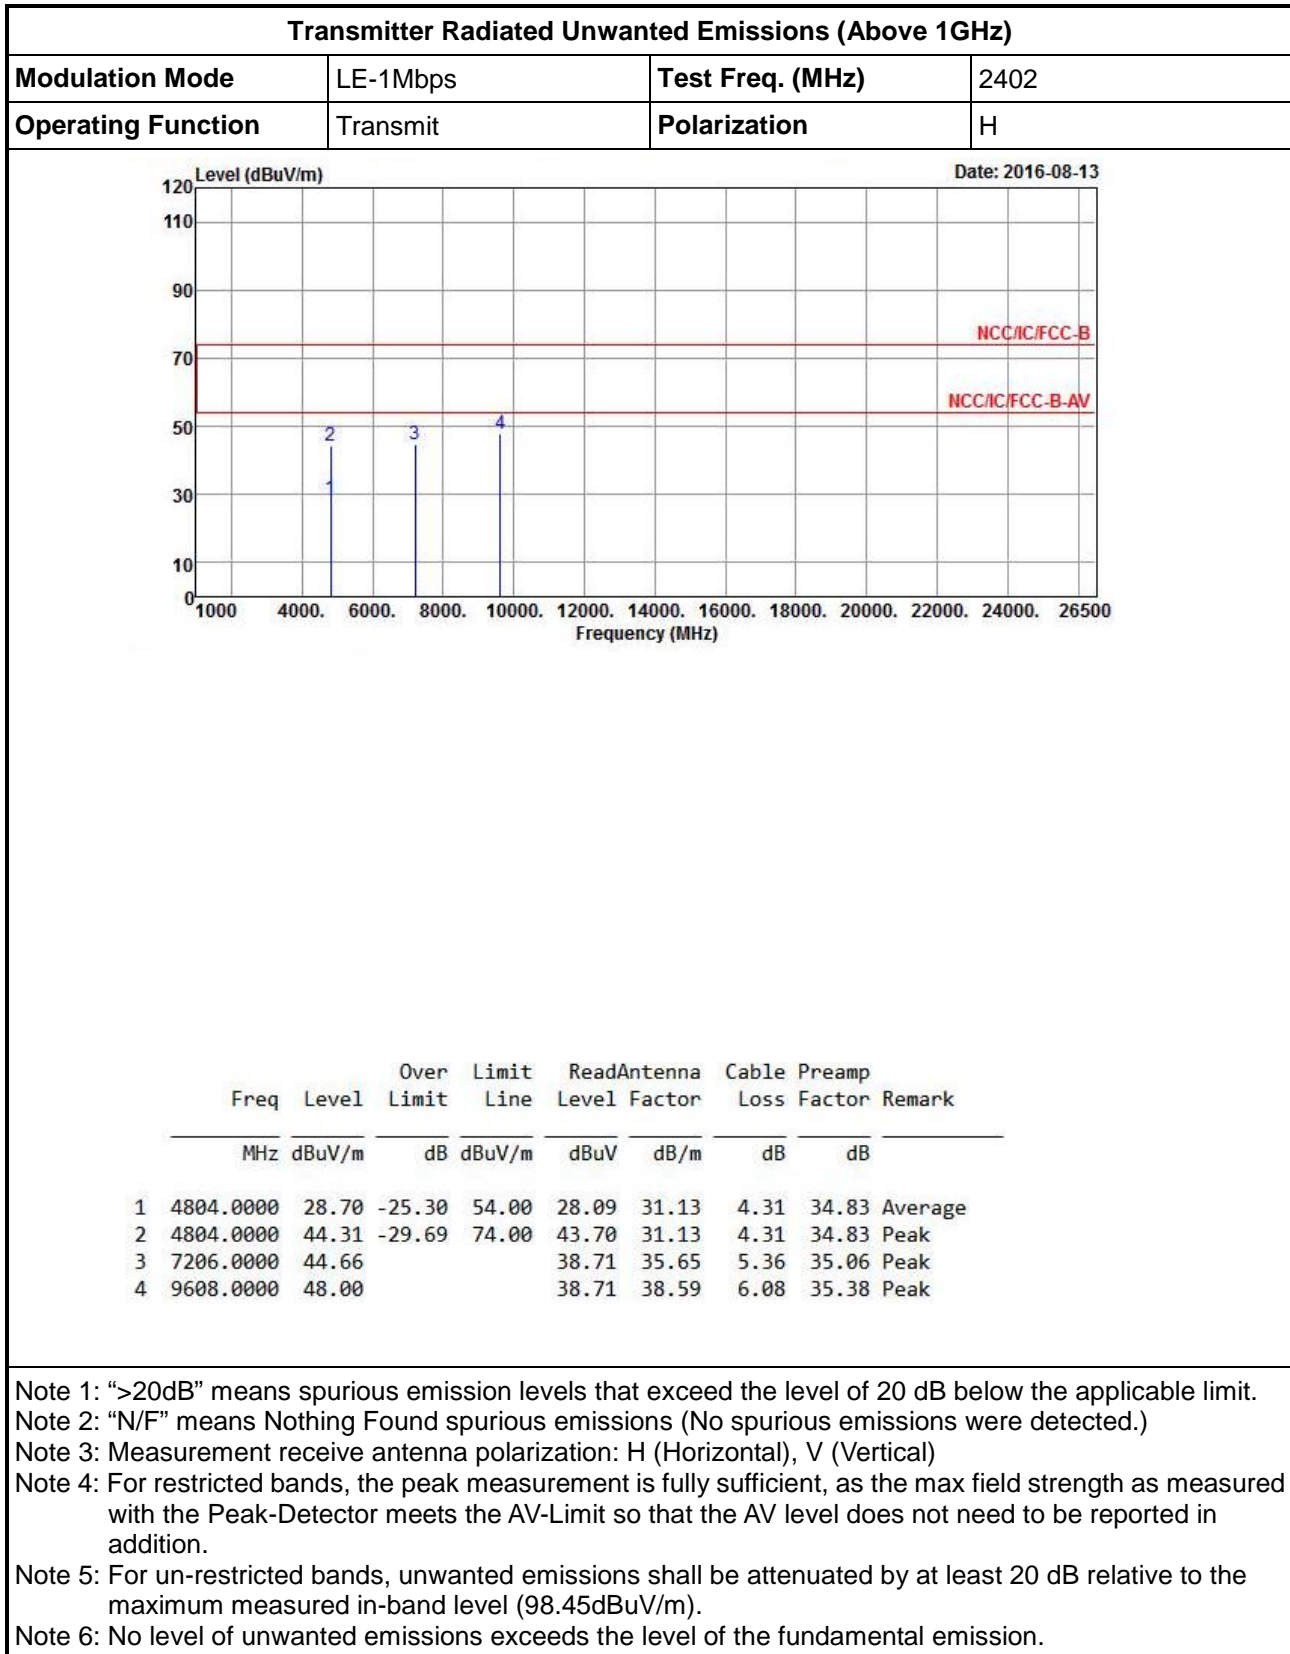 Transmitter Radiated Unwanted Emissions (Above 1GHz)
Modulation Mode LE-1Mbps Test Freq. (MHz) 2402
Operating Function Transmit Polarization H
Level (dBuV/m) Date: 2016-08-13
120
110
90
NCC/IC/FCC-B
70
NCC/IC/FCC-B-AV
50
2 3 4
1
30
10
0
1000 4000. 6000. 8000. 10000. 12000. 14000. 16000. 18000. 20000. 22000. 24000. 26500
Frequency (MHz)
Over Limit ReadAntenna Cable Preamp
Freq Level Limit Line Level Factor Loss Factor Remark
MHz dBuV/m dB dBuV/m dBuV dB/m dB dB
1 4804.0000 28.70 -25.30 54.00 28.09 31.13 4.31 34.83 Average
2 4804.0000 44.31 -29.69 74.00 43.70 31.13 4.31 34.83 Peak
3 7206.0000 44.66 38.71 35.65 5.36 35.06 Peak
4 9608.0000 48.00 38.71 38.59 6.08 35.38 Peak
Note 1: “>20dB” means spurious emission levels that exceed the level of 20 dB below the applicable limit.
Note 2: “N/F” means Nothing Found spurious emissions (No spurious emissions were detected.)
Note 3: Measurement receive antenna polarization: H (Horizontal), V (Vertical)
Note 4: For restricted bands, the peak measurement is fully sufficient, as the max field strength as measured
with the Peak-Detector meets the AV-Limit so that the AV level does not need to be reported in
addition.
Note 5: For un-restricted bands, unwanted emissions shall be attenuated by at least 20 dB relative to the
maximum measured in-band level (98.45dBuV/m).
Note 6: No level of unwanted emissions exceeds the level of the fundamental emission.